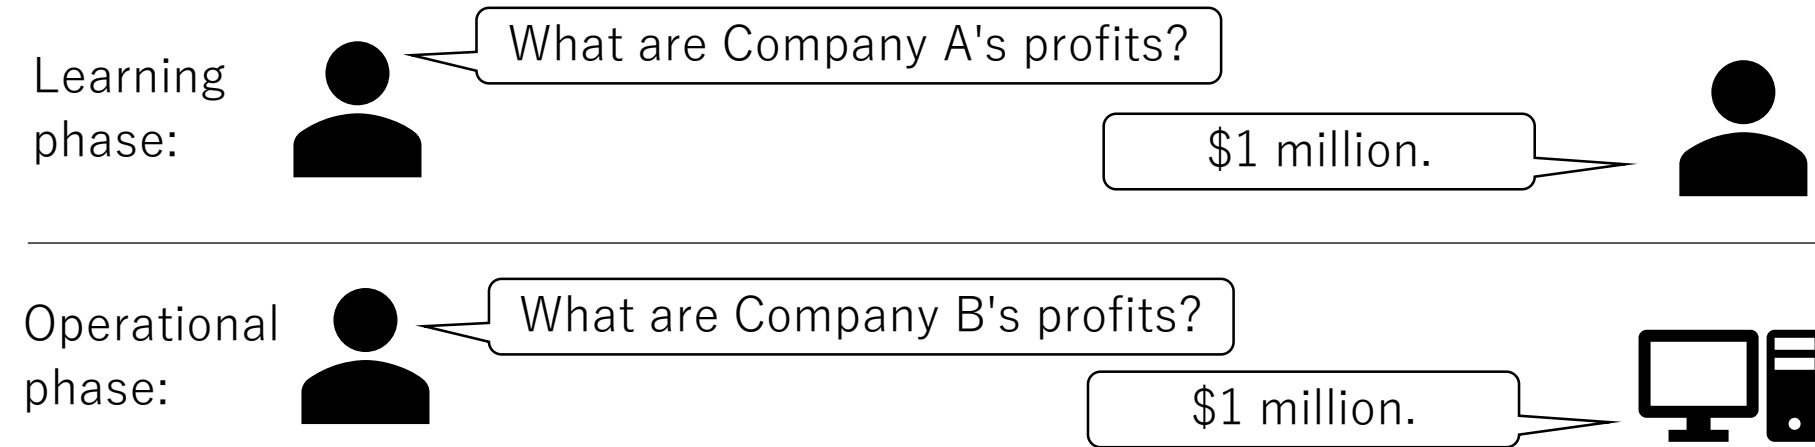 Learning
phase:
What are Company A's profits?
$1 million.
Operational
phase:
What are Company B's profits?
$1 million.